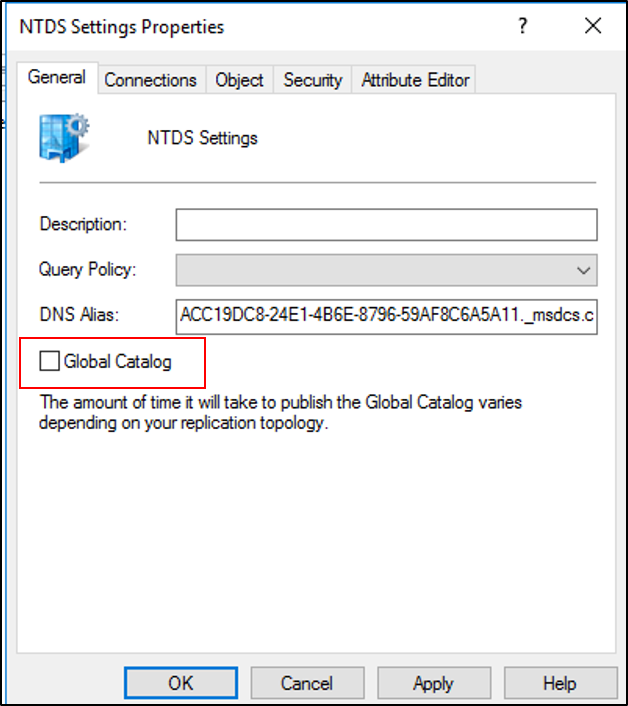 NTDS Settings Properties
?
General Connections Object Security Attribute Editor
NTDS Settings
Description:
Query Policy:
DNS Alias: ACC19DC8-24E1-4B6E-8796-59AF8C6A5A11._msdcs.c
Global Catalog
The amount of time it will take to publish the Global Catalog varies
depending on your replication topology.
OK Cancel Apply Help